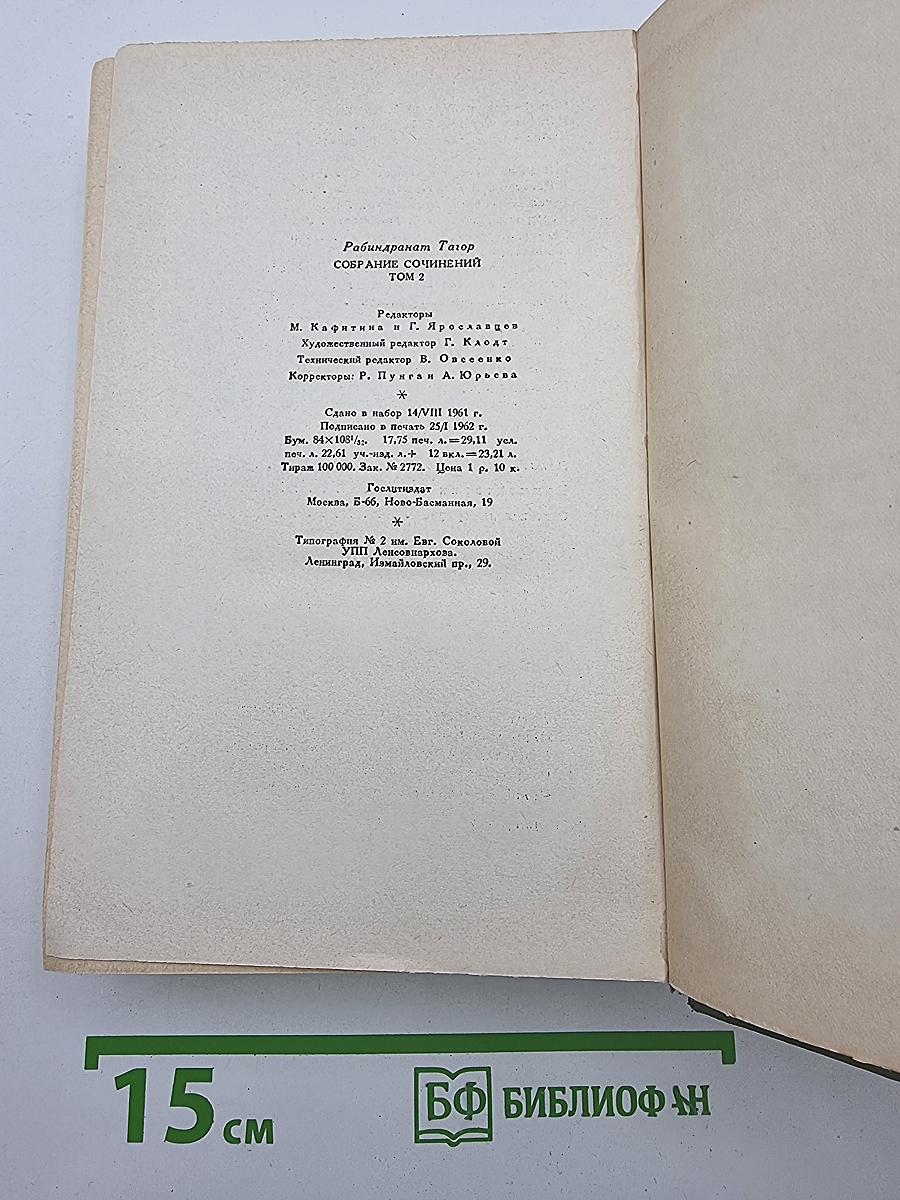 Рабиндранат Тагор
СОБРАНИЕ СОЧИНЕНИЙ
ТОМ 2
Редакторы
М. Кафитина и Г. Ярославцев
Художественный редактор Г. Клодт
Технический редактор В. Овсеенко
Корректоры: Р. Пунга и А. Юрьева
*
Сдано в набор 14/VIII 1961 г.
Подписано в печать 25/I 1962 г.
Бум. 84×108¹/₃₂. 17,75 печ. л.=29,11 усл.
печ. л. 22,61 уч.-изд. л.+ 12 вкл.=23,21 л.
Тираж 100 000. Зак. № 2772. Цена 1 р. 10 к.
Гослитиздат
Москва, Б-66, Ново-Басманная, 19
*
Типография № 2 им. Евг. Соколовой
УПП Ленсовнархоза.
Ленинград, Измайловский пр., 29.
15 см
БФ БИБЛИОФАН